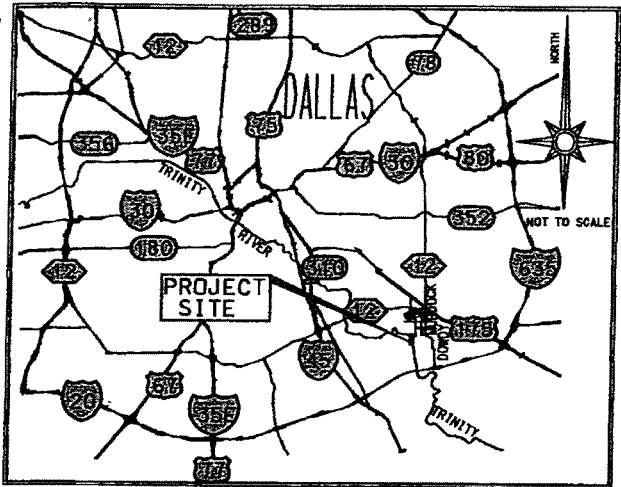 289
12
NORTH
78
DALLAS
35E
75
356
77
67
30
80
TRINITY
30
352
NOT TO SCALE
RIVER
180
310
12
12
635
PROJECT
SITE
12
DOWDY
175
45
67
20
35E
TRINITY
77